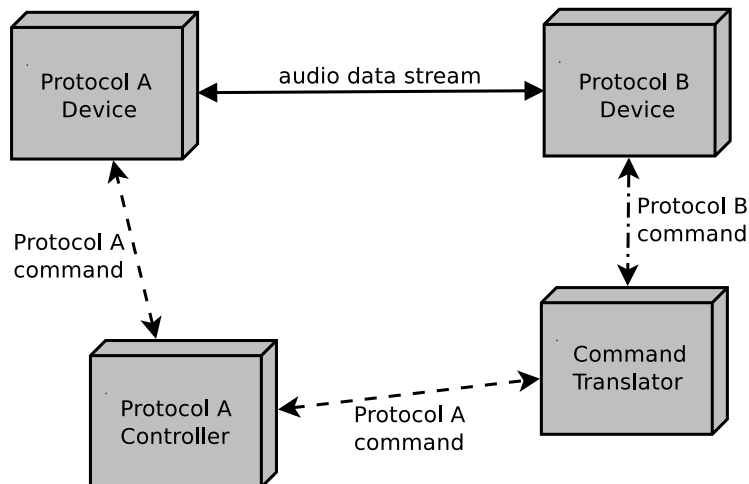 Protocol A
Device
audio data stream
Protocol B
Device
Protocol A
command
Protocol B
command
Protocol A
Controller
Protocol A
command
Command
Translator